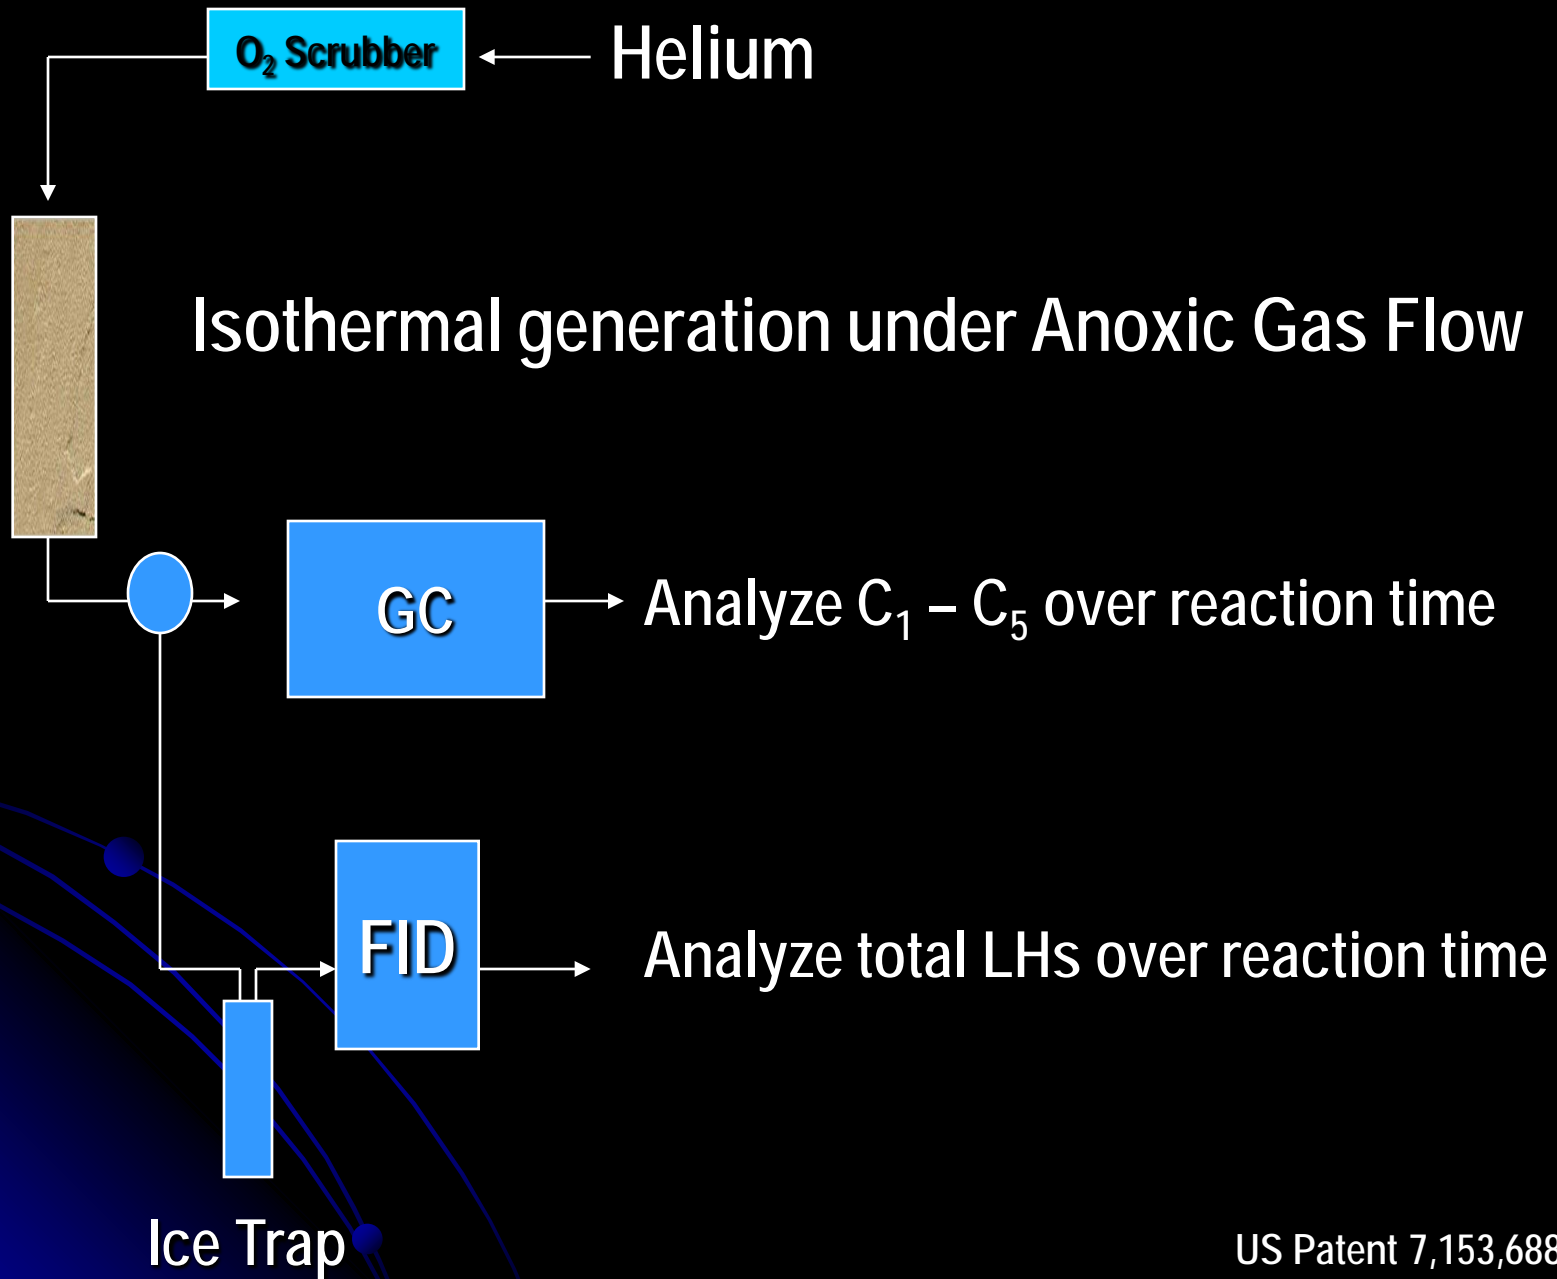 O₂ Scrubber
Helium
Isothermal generation under Anoxic Gas Flow
GC
Analyze C₁ – C₅ over reaction time
FID
Analyze total LHs over reaction time
Ice Trap
US Patent 7,153,688